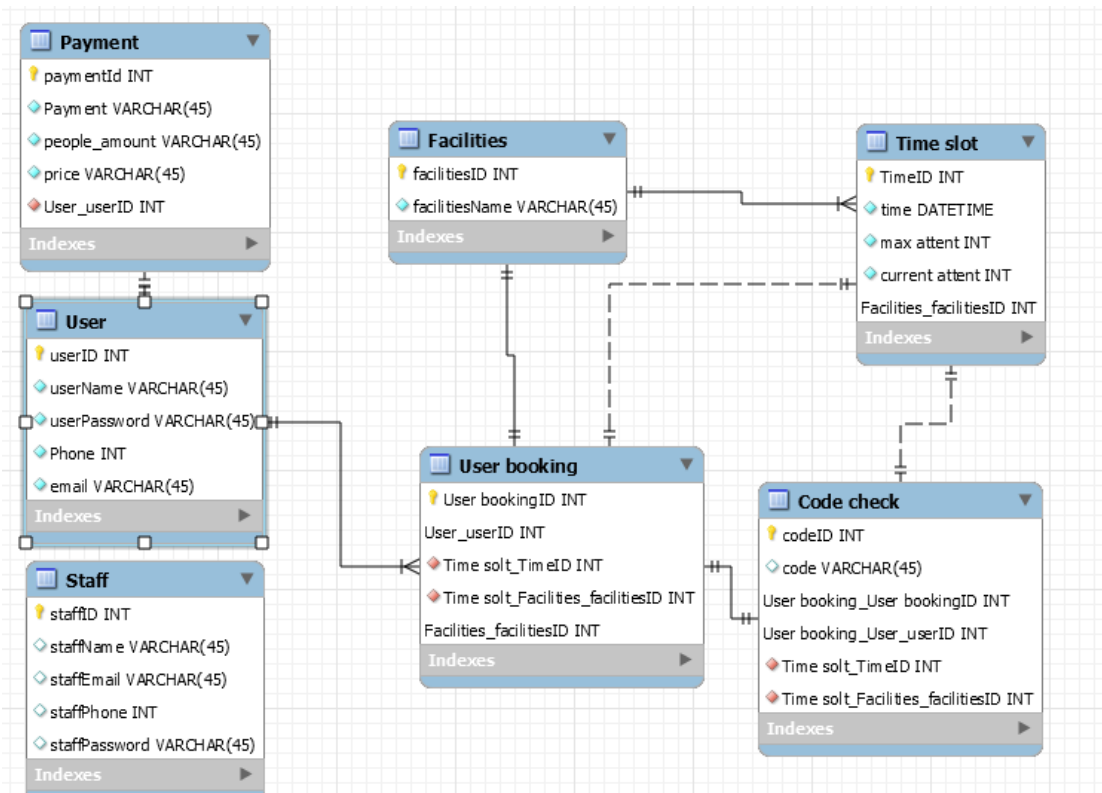 Payment
paymentId INT
Payment VARCHAR(45)
people_amount VARCHAR(45)
price VARCHAR(45)
User_userID INT
Indexes
User
userID INT
userName VARCHAR(45)
userPassword VARCHAR(45)
Phone INT
email VARCHAR(45)
Indexes
Staff
staffID INT
staffName VARCHAR(45)
staffEmail VARCHAR(45)
staffPhone INT
staffPassword VARCHAR(45)
Indexes
Facilities
facilitiesID INT
facilitiesName VARCHAR(45)
Indexes
User booking
User bookingID INT
User_userID INT
Time solt_TimeID INT
Time solt_Facilities_facilitiesID INT
Facilities_facilitiesID INT
Indexes
Time slot
TimeID INT
time DATETIME
max attent INT
current attent INT
Facilities_facilitiesID INT
Indexes
Code check
codeID INT
code VARCHAR(45)
User booking_User bookingID INT
User booking_User_userID INT
Time solt_TimeID INT
Time solt_Facilities_facilitiesID INT
Indexes